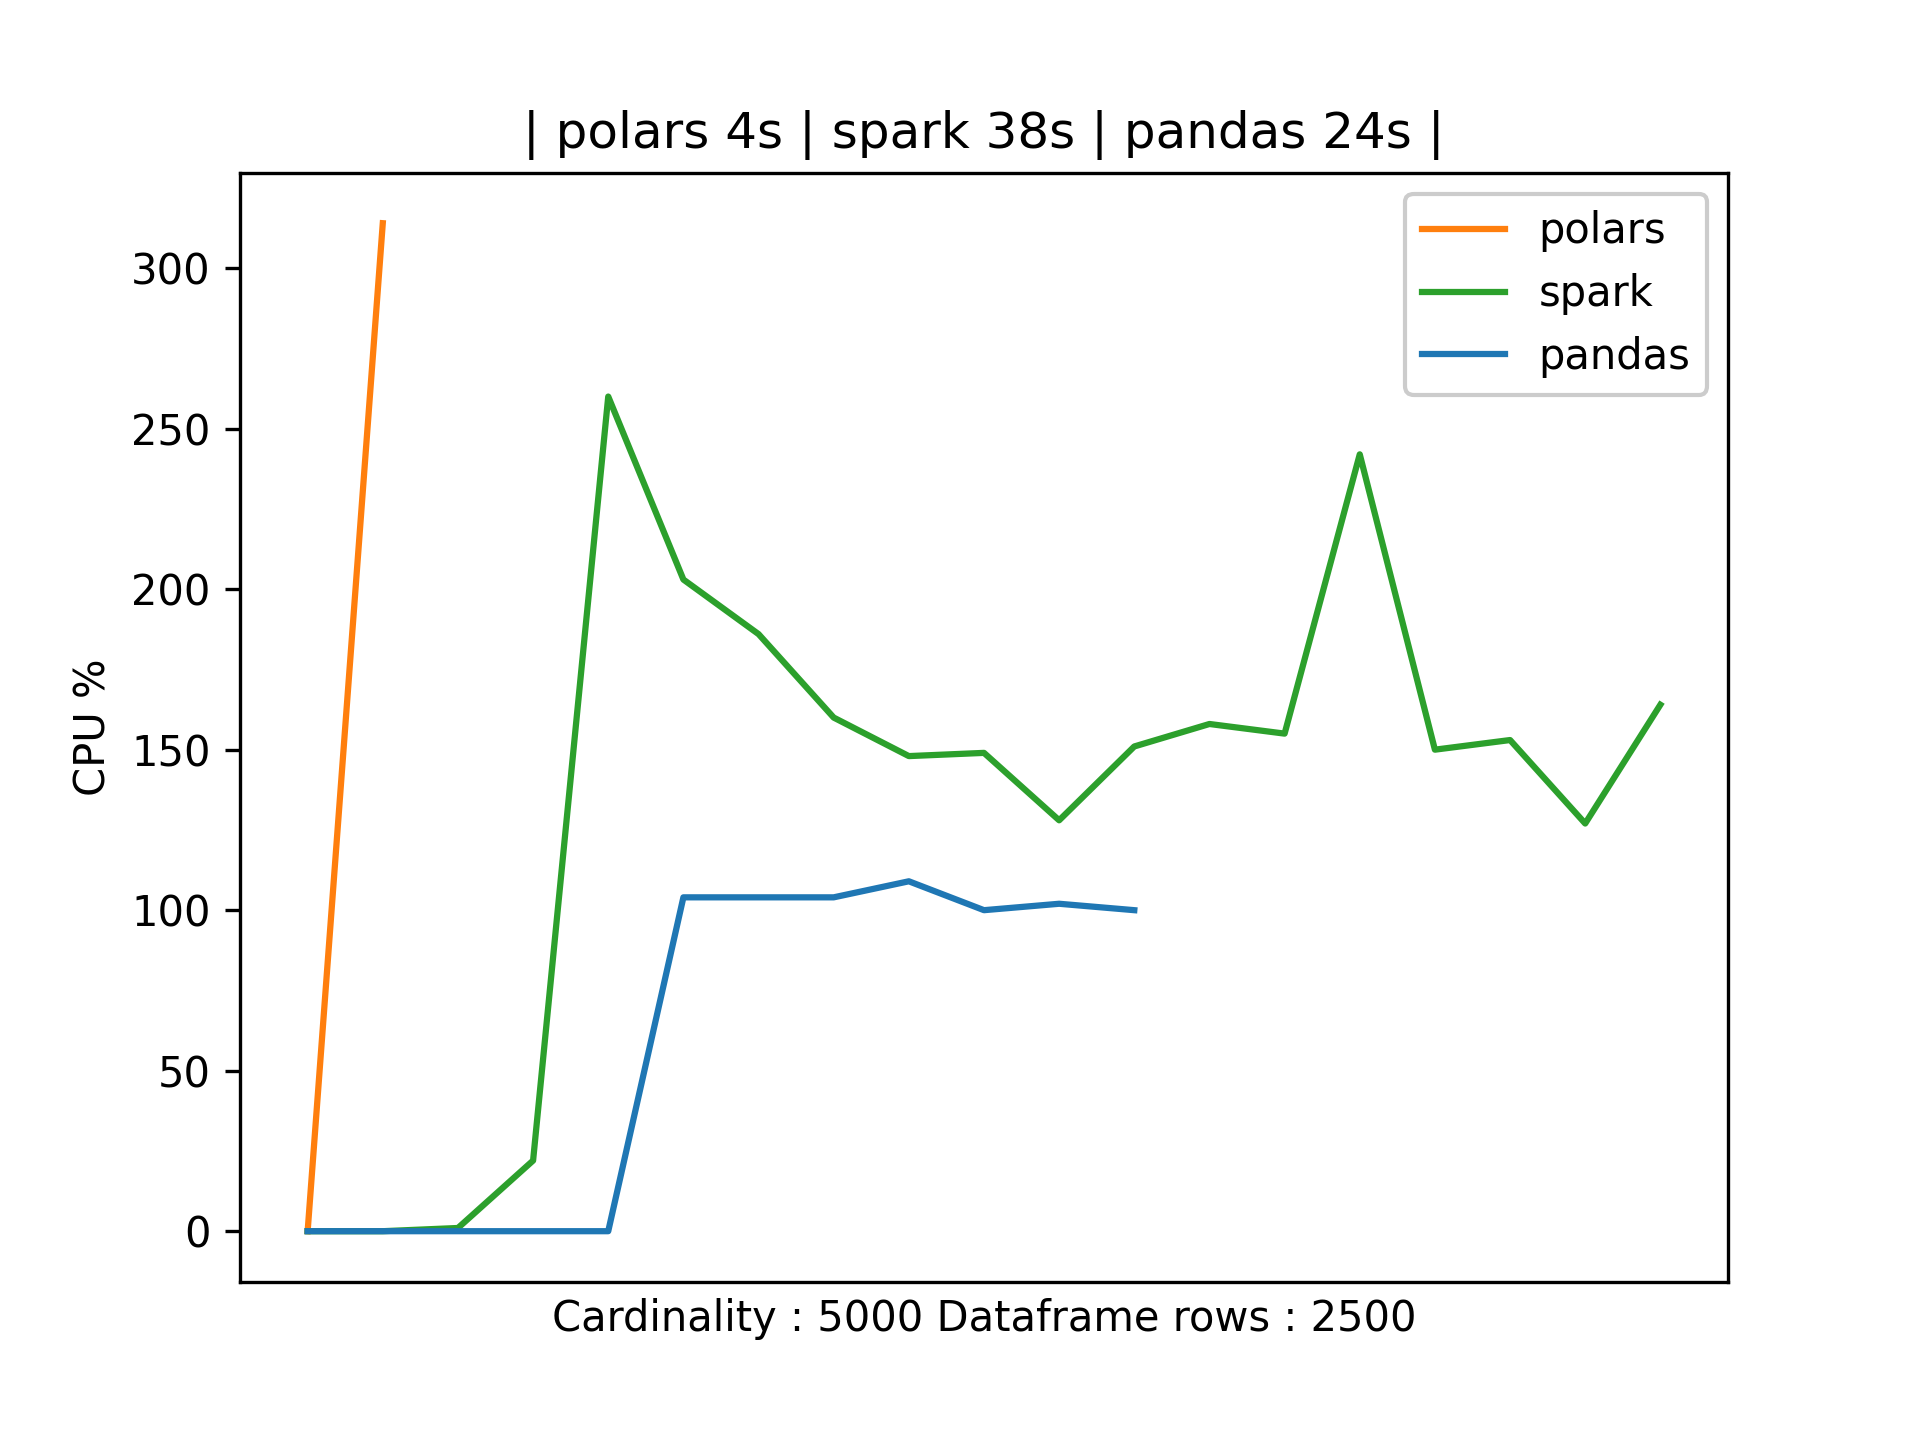 | polars 4s | spark 38s | pandas 24s |
polars
spark
pandas
300
250
200
150
100
50
0
CPU %
Cardinality : 5000 Dataframe rows : 2500